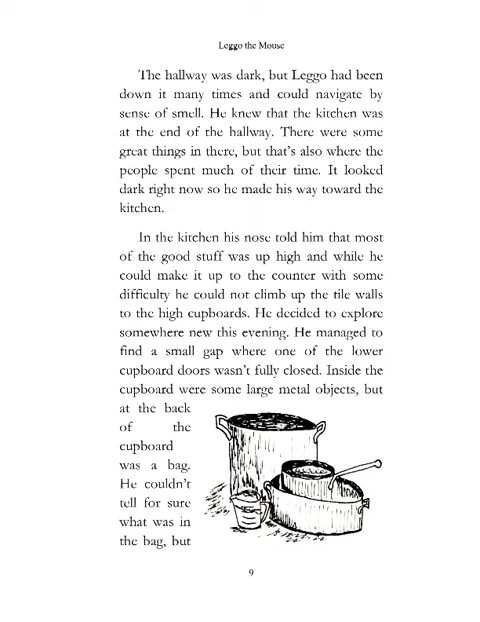 Leggo the Mouse
The hallway was dark, but Leggo had been
down it many times and could navigate by
sense of smell. He knew that the kitchen was
at the end of the hallway. There were some
great things in there, but that's also where the
people spent much of their time. It looked
dark right now so he made his way toward the
kitchen.
In the kitchen his nose told him that most
of the good stuff was up high and while he
could make it up to the counter with some
difficulty he could not climb up the tile walls
to the high cupboards. He decided to explore
somewhere new this evening. He managed to
find a small gap where one of the lower
cupboard doors wasn't fully closed. Inside the
cupboard were some large metal objects, but
at the back
of the
cupboard
was a bag.
He couldn't
tell for sure
what was in
the bag, but
9